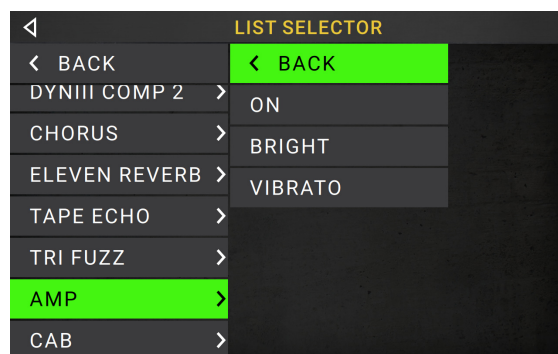 LIST SELECTOR
BACK
DYNIII COMP 2
CHORUS
ELEVEN REVERB
TAPE ECHO
TRI FUZZ
AMP
CAB
BACK
ON
BRIGHT
VIBRATO